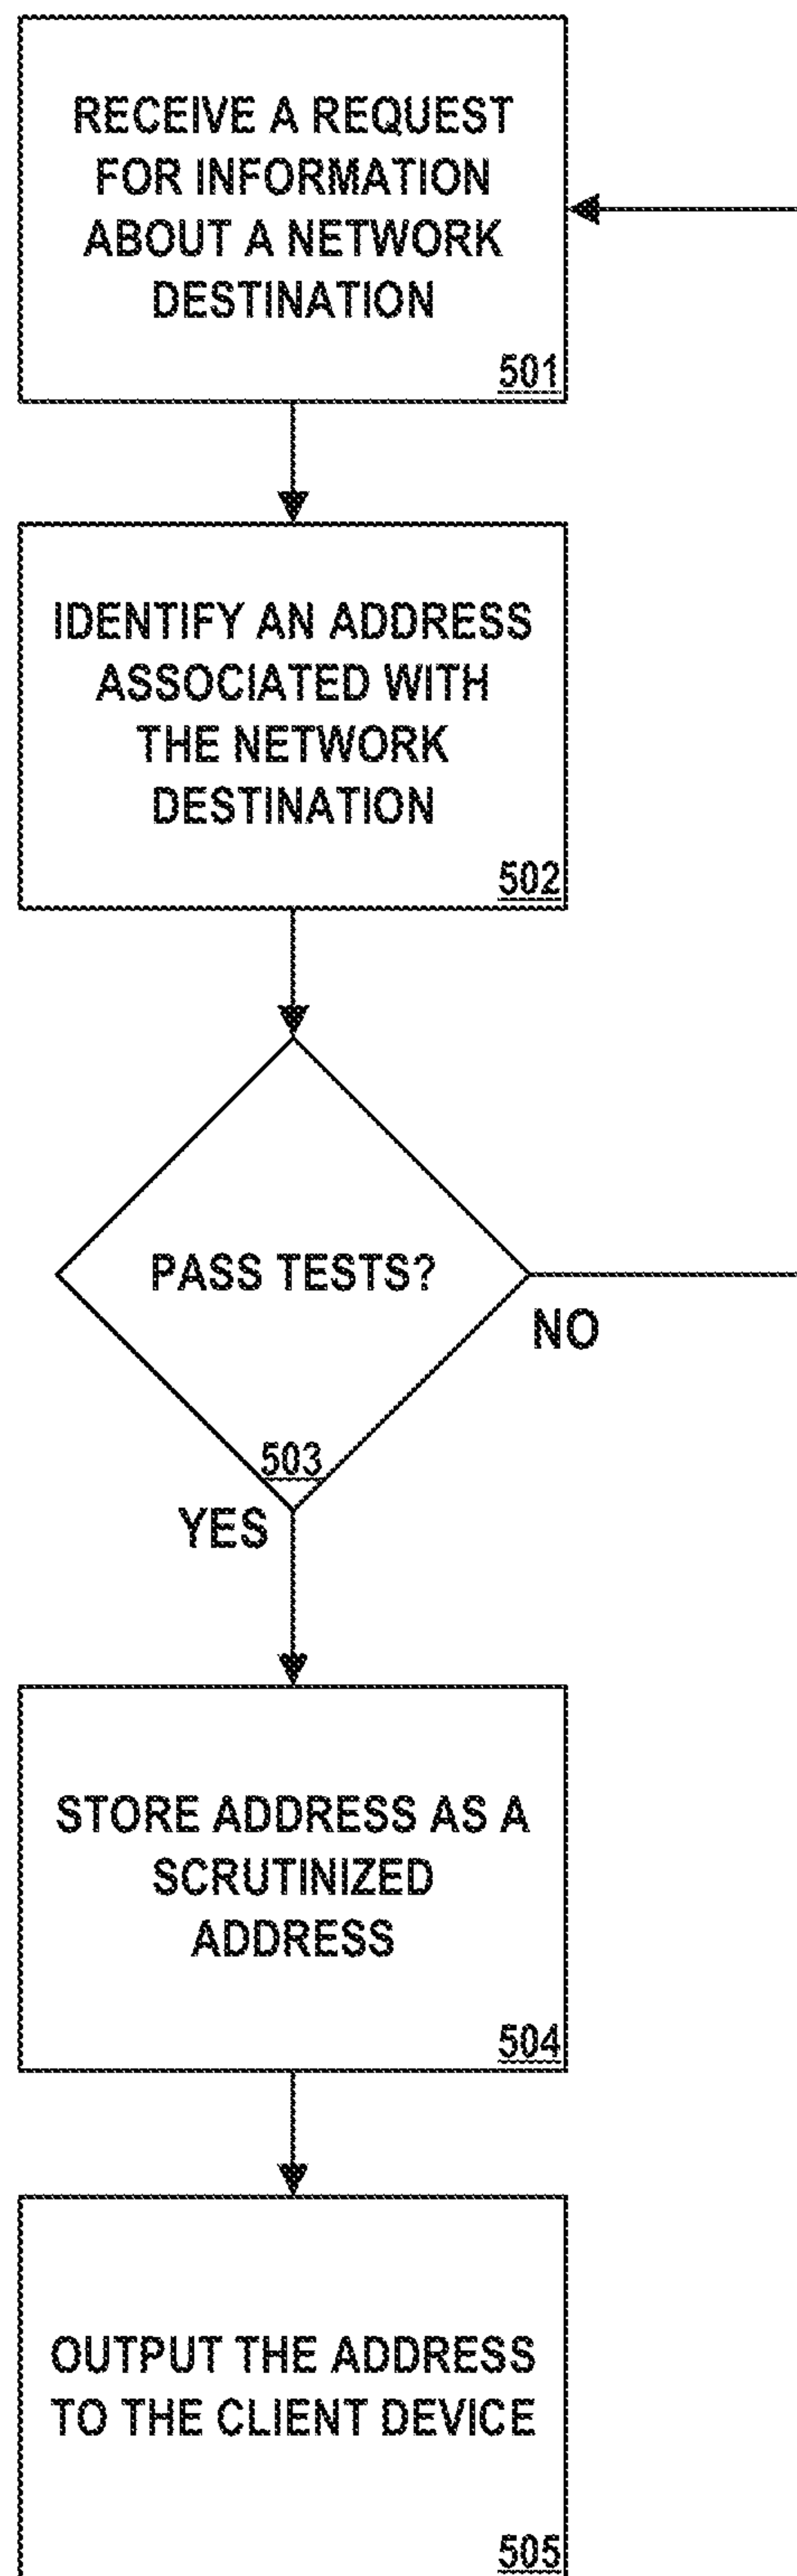 RECEIVE A REQUEST
FOR INFORMATION
ABOUT A NETWORK
DESTINATION
501
IDENTIFY AN ADDRESS
ASSOCIATED WITH
THE NETWORK
DESTINATION
502
PASS TESTS?
NO
503
YES
STORE ADDRESS AS A
SCRUTINIZED
ADDRESS
504
OUTPUT THE ADDRESS
TO THE CLIENT DEVICE
505